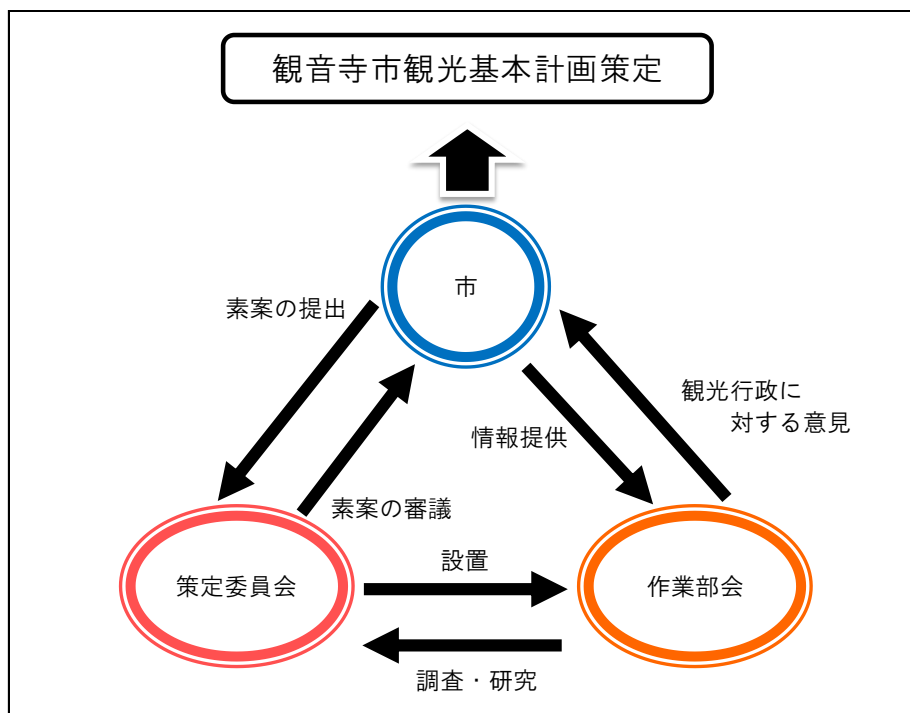 観音寺市観光基本計画策定
市
素案の提出
観光行政に
対する意見
情報提供
素案の審議
策定委員会
設置
作業部会
調査・研究